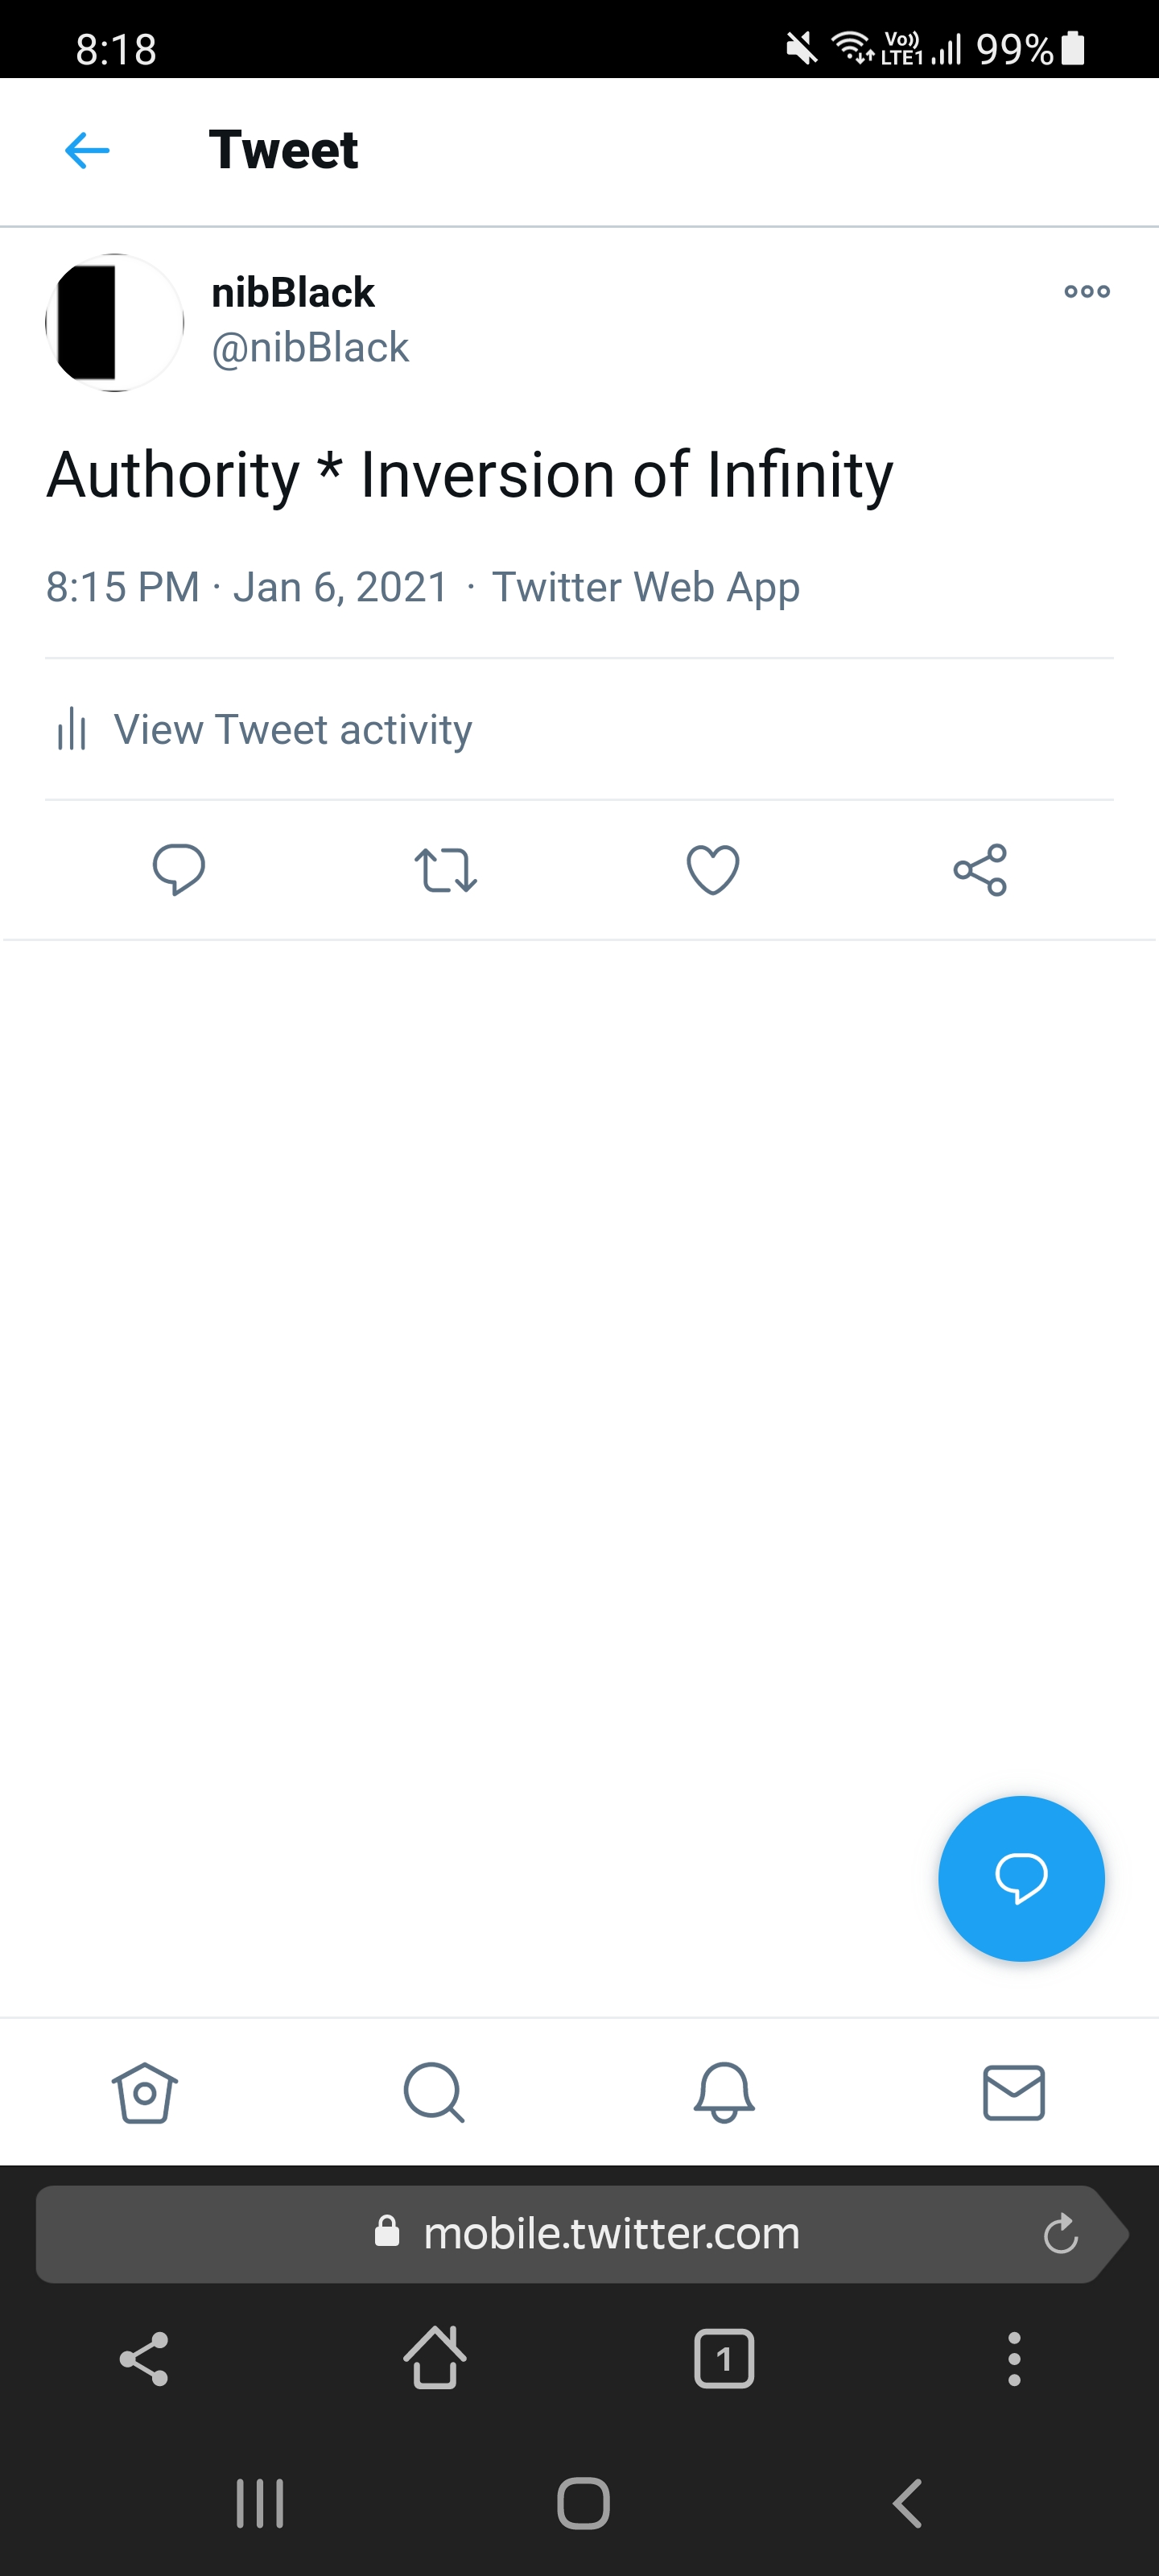 8:18 Vo)) LTE1 99%
Tweet
nibBlack
@nibBlack
Authority * Inversion of Infinity
8:15 PM · Jan 6, 2021 · Twitter Web App
View Tweet activity
mobile.twitter.com
1